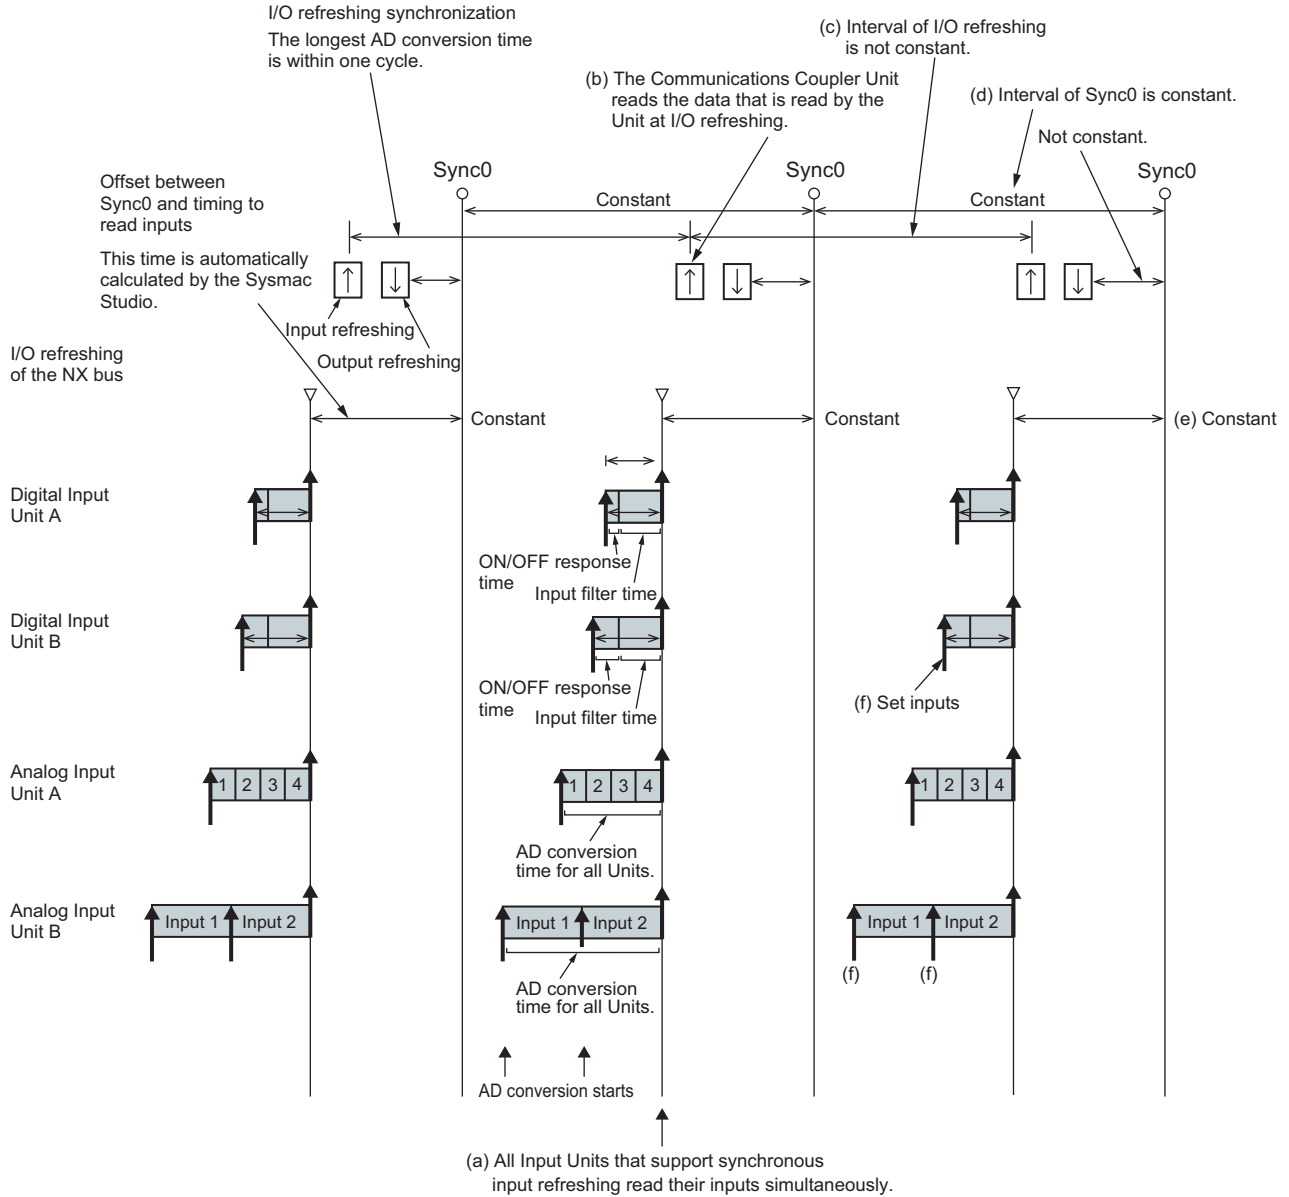 I/O refreshing synchronization
The longest AD conversion time
is within one cycle.
(c) Interval of I/O refreshing
is not constant.
(b) The Communications Coupler Unit
reads the data that is read by the
Unit at I/O refreshing.
(d) Interval of Sync0 is constant.
Not constant.
Sync0
Sync0
Sync0
Offset between
Sync0 and timing to
read inputs
Constant
Constant
This time is automatically
calculated by the Sysmac
Studio.
↑
↓
↑
↓
↑
↓
Input refreshing
Output refreshing
I/O refreshing
of the NX bus
Constant
Constant
(e) Constant
Digital Input
Unit A
ON/OFF response
time
Input filter time
Digital Input
Unit B
ON/OFF response
time
Input filter time
(f) Set inputs
Analog Input
Unit A
1 2 3 4
1 2 3 4
1 2 3 4
AD conversion
time for all Units.
Analog Input
Unit B
Input 1 Input 2
Input 1 Input 2
Input 1 Input 2
(f) (f)
AD conversion
time for all Units.
AD conversion starts
(a) All Input Units that support synchronous
input refreshing read their inputs simultaneously.